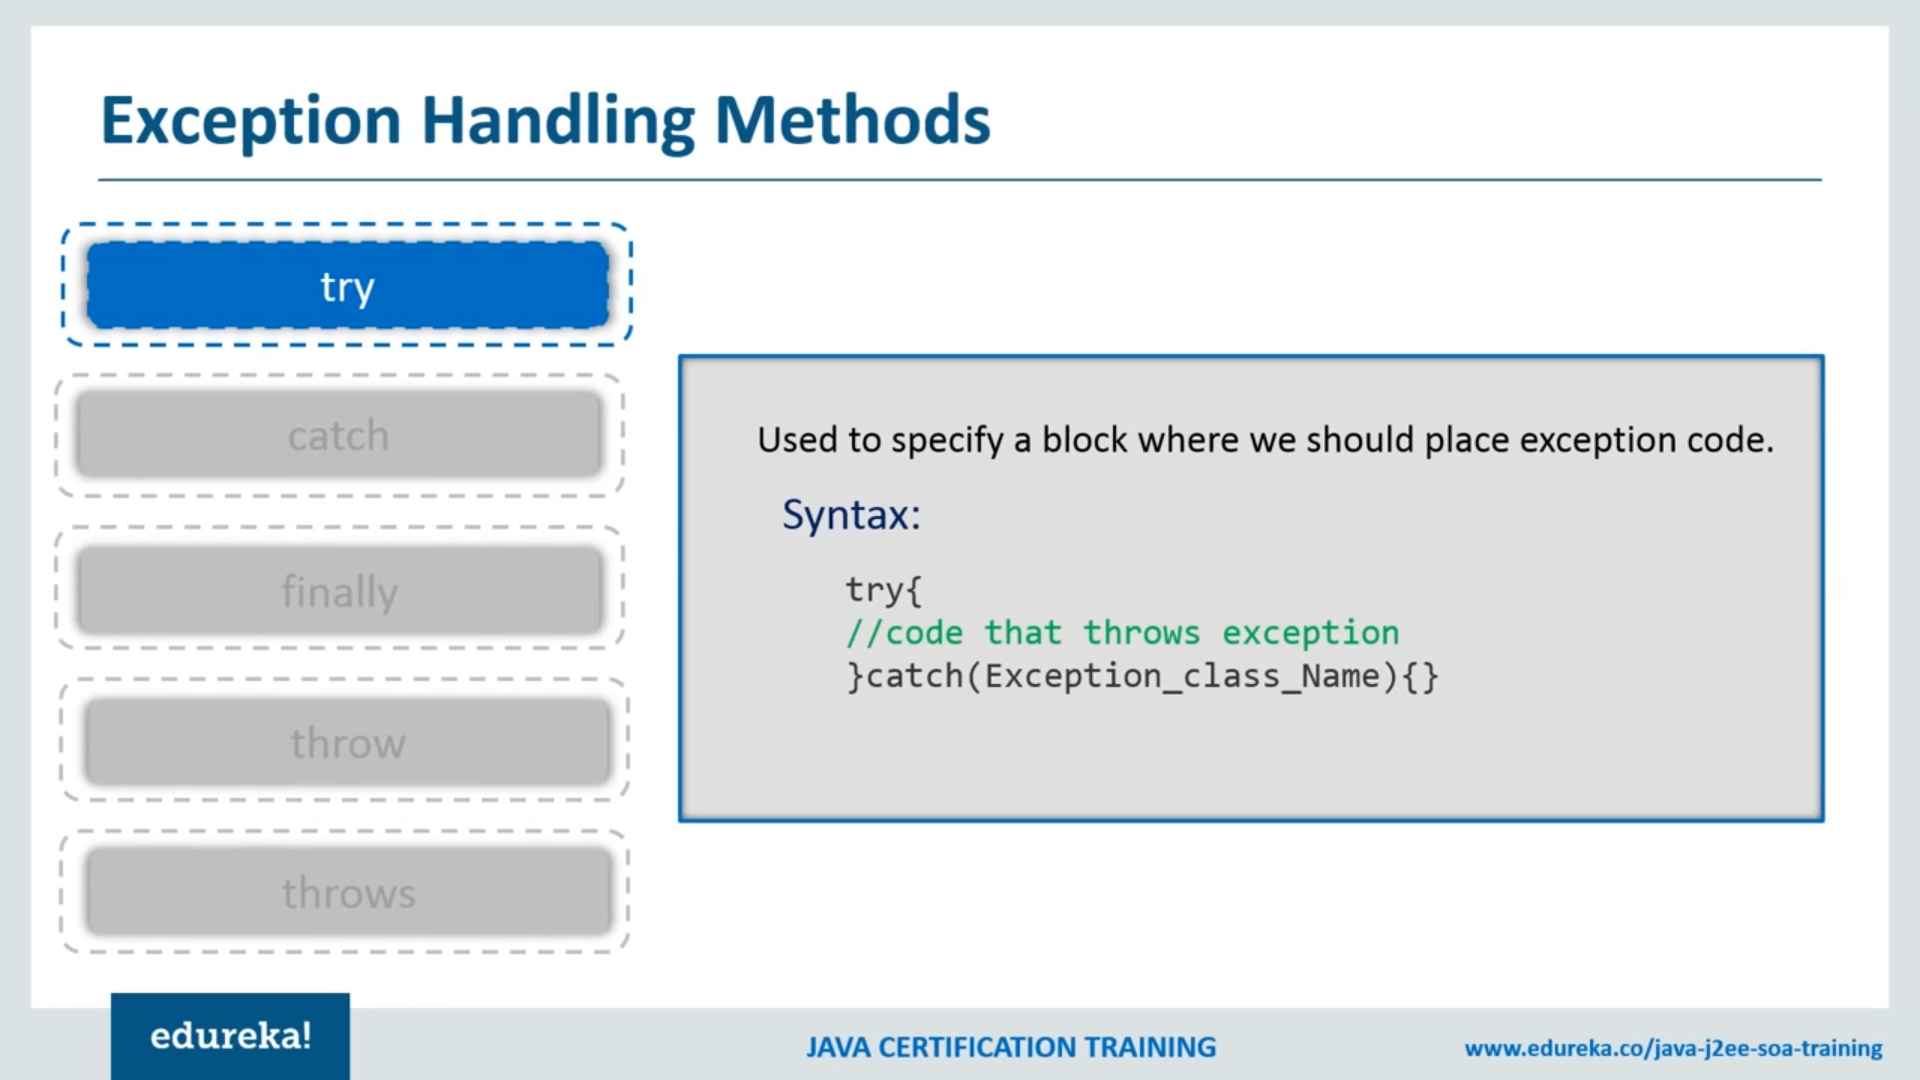 Exception Handling Methods
try
catch
finally
throw
throws
Used to specify a block where we should place exception code.
Syntax:
try{
//code that throws exception
}catch(Exception_class_Name){}
edureka!
JAVA CERTIFICATION TRAINING
www.edureka.co/java-j2ee-soa-training